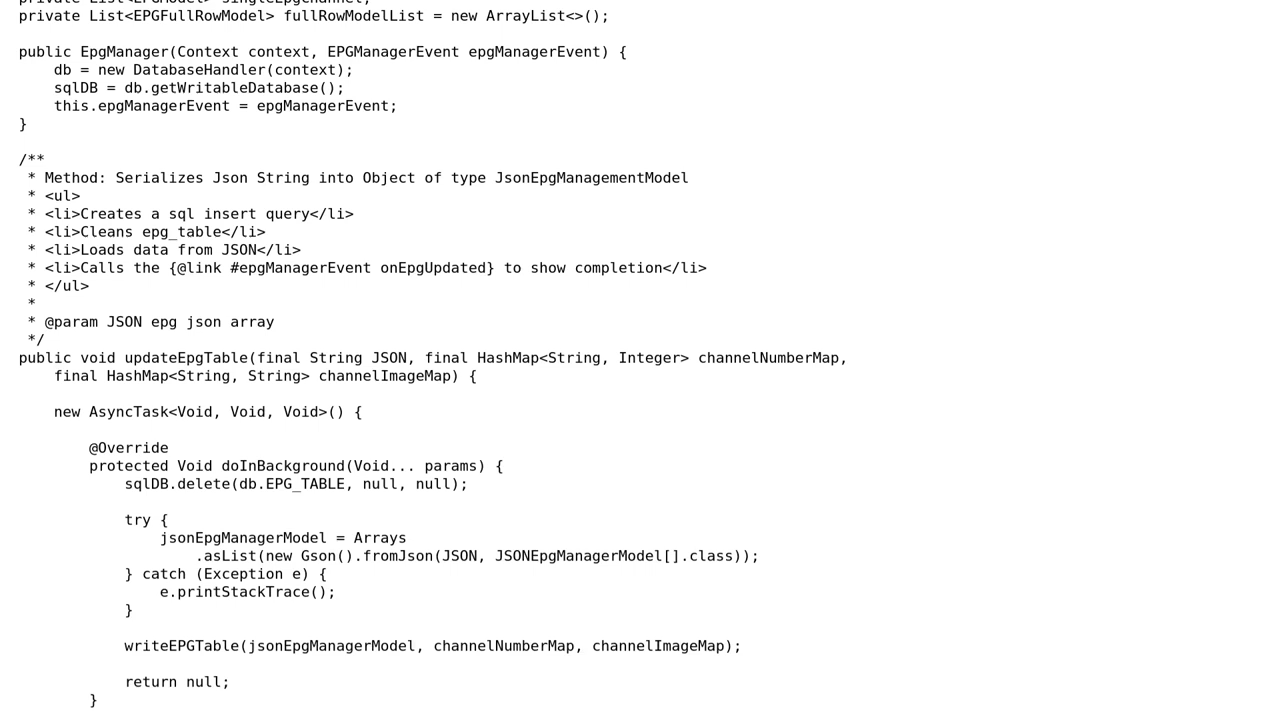 private List<EPGModel> singleEpgChannel;
private List<EPGFullRowModel> fullRowModelList = new ArrayList<>();
public EpgManager(Context context, EPGManagerEvent epgManagerEvent) {
db = new DatabaseHandler(context);
sqlDB = db.getWritableDatabase();
this.epgManagerEvent = epgManagerEvent;
}
/**
* Method: Serializes Json String into Object of type JsonEpgManagementModel
* <ul>
* <li>Creates a sql insert query</li>
* <li>Cleans epg_table</li>
* <li>Loads data from JSON</li>
* <li>Calls the {@link #epgManagerEvent onEpgUpdated} to show completion</li>
* </ul>
*
* @param JSON epg json array
*/
public void updateEpgTable(final String JSON, final HashMap<String, Integer> channelNumberMap,
final HashMap<String, String> channelImageMap) {
new AsyncTask<Void, Void, Void>() {
@Override
protected Void doInBackground(Void... params) {
sqlDB.delete(db.EPG_TABLE, null, null);
try {
jsonEpgManagerModel = Arrays
.asList(new Gson().fromJson(JSON, JSONEpgManagerModel[].class));
} catch (Exception e) {
e.printStackTrace();
}
writeEPGTable(jsonEpgManagerModel, channelNumberMap, channelImageMap);
return null;
}